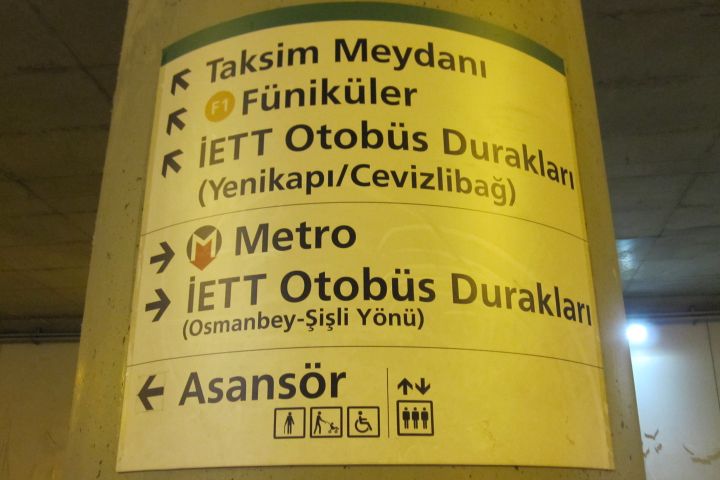 Taksim Meydanı
F1 Füniküler
İETT Otobüs Durakları
(Yenikapı/Cevizlibağ)
M Metro
İETT Otobüs Durakları
(Osmanbey-Şişli Yönü)
Asansör